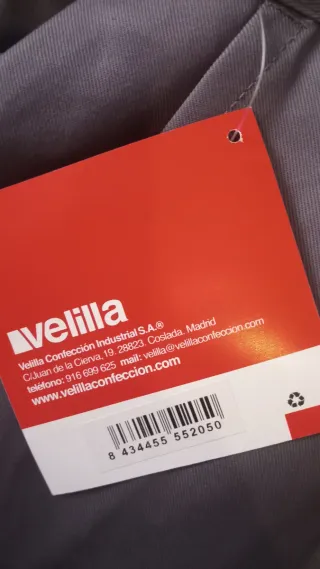 velilla
Velilla Confección Industrial S.A.®
C/Juan de la Cierva, 19. 28823. Coslada. Madrid
teléfono: 916 699 625 mail: velilla@velillaconfeccion.com
www.velillaconfeccion.com
8 434455 552050